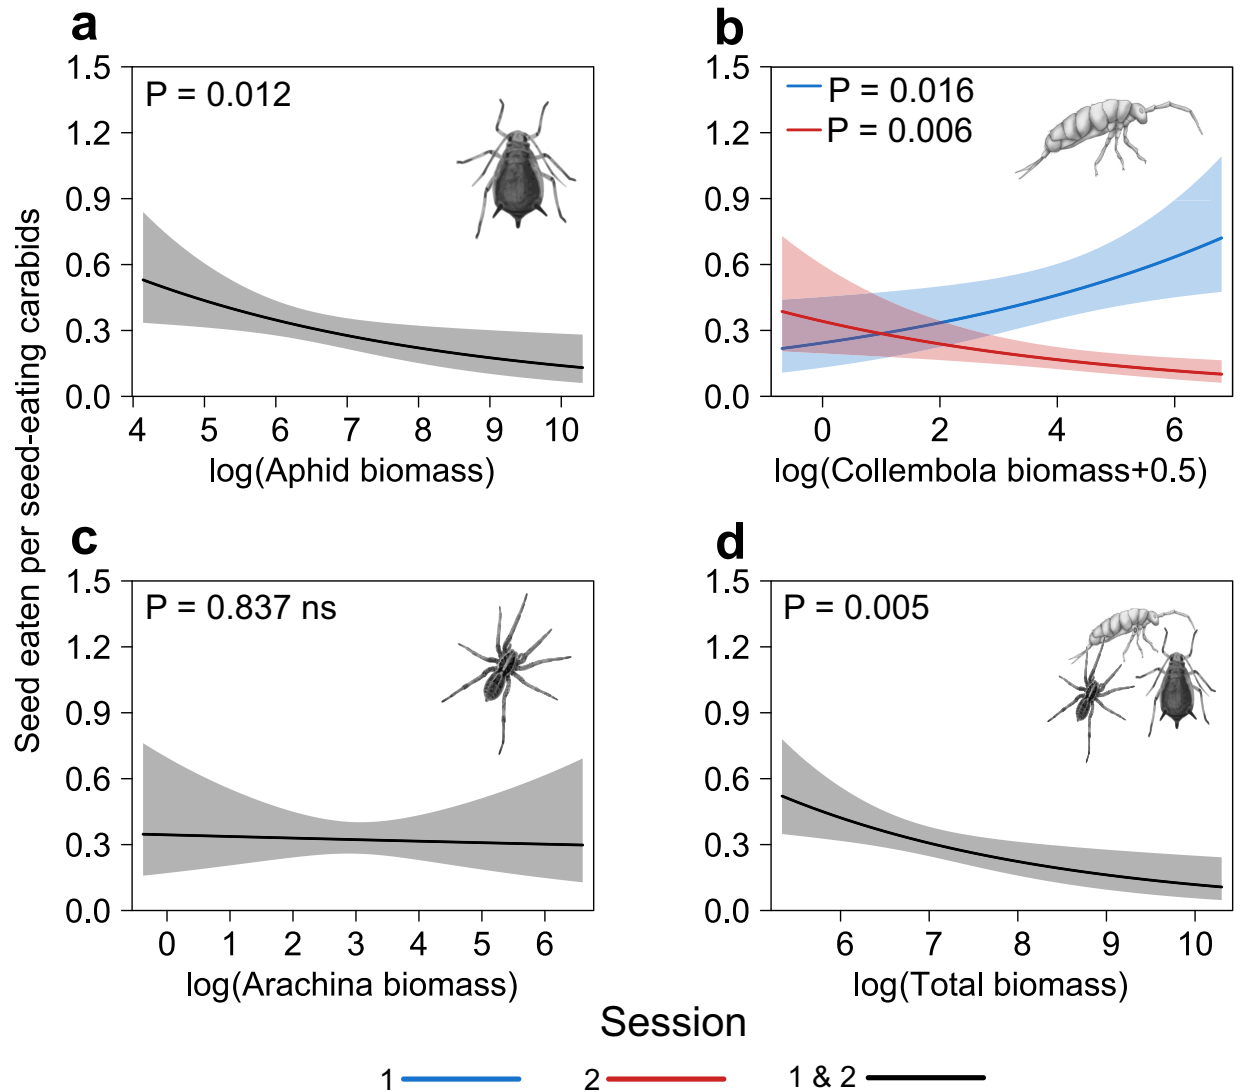 a
1.5
1.2
0.9
0.6
0.3
0.0
P = 0.012
4 5 6 7 8 9 10
log(Aphid biomass)
b
1.5
1.2
0.9
0.6
0.3
0.0
P = 0.016
P = 0.006
0 2 4 6
log(Collembola biomass+0.5)
Seed eaten per seed-eating carabids
c
1.5
1.2
0.9
0.6
0.3
0.0
P = 0.837 ns
0 1 2 3 4 5 6
log(Arachina biomass)
d
1.5
1.2
0.9
0.6
0.3
0.0
P = 0.005
6 7 8 9 10
log(Total biomass)
Session
1 2 1 & 2